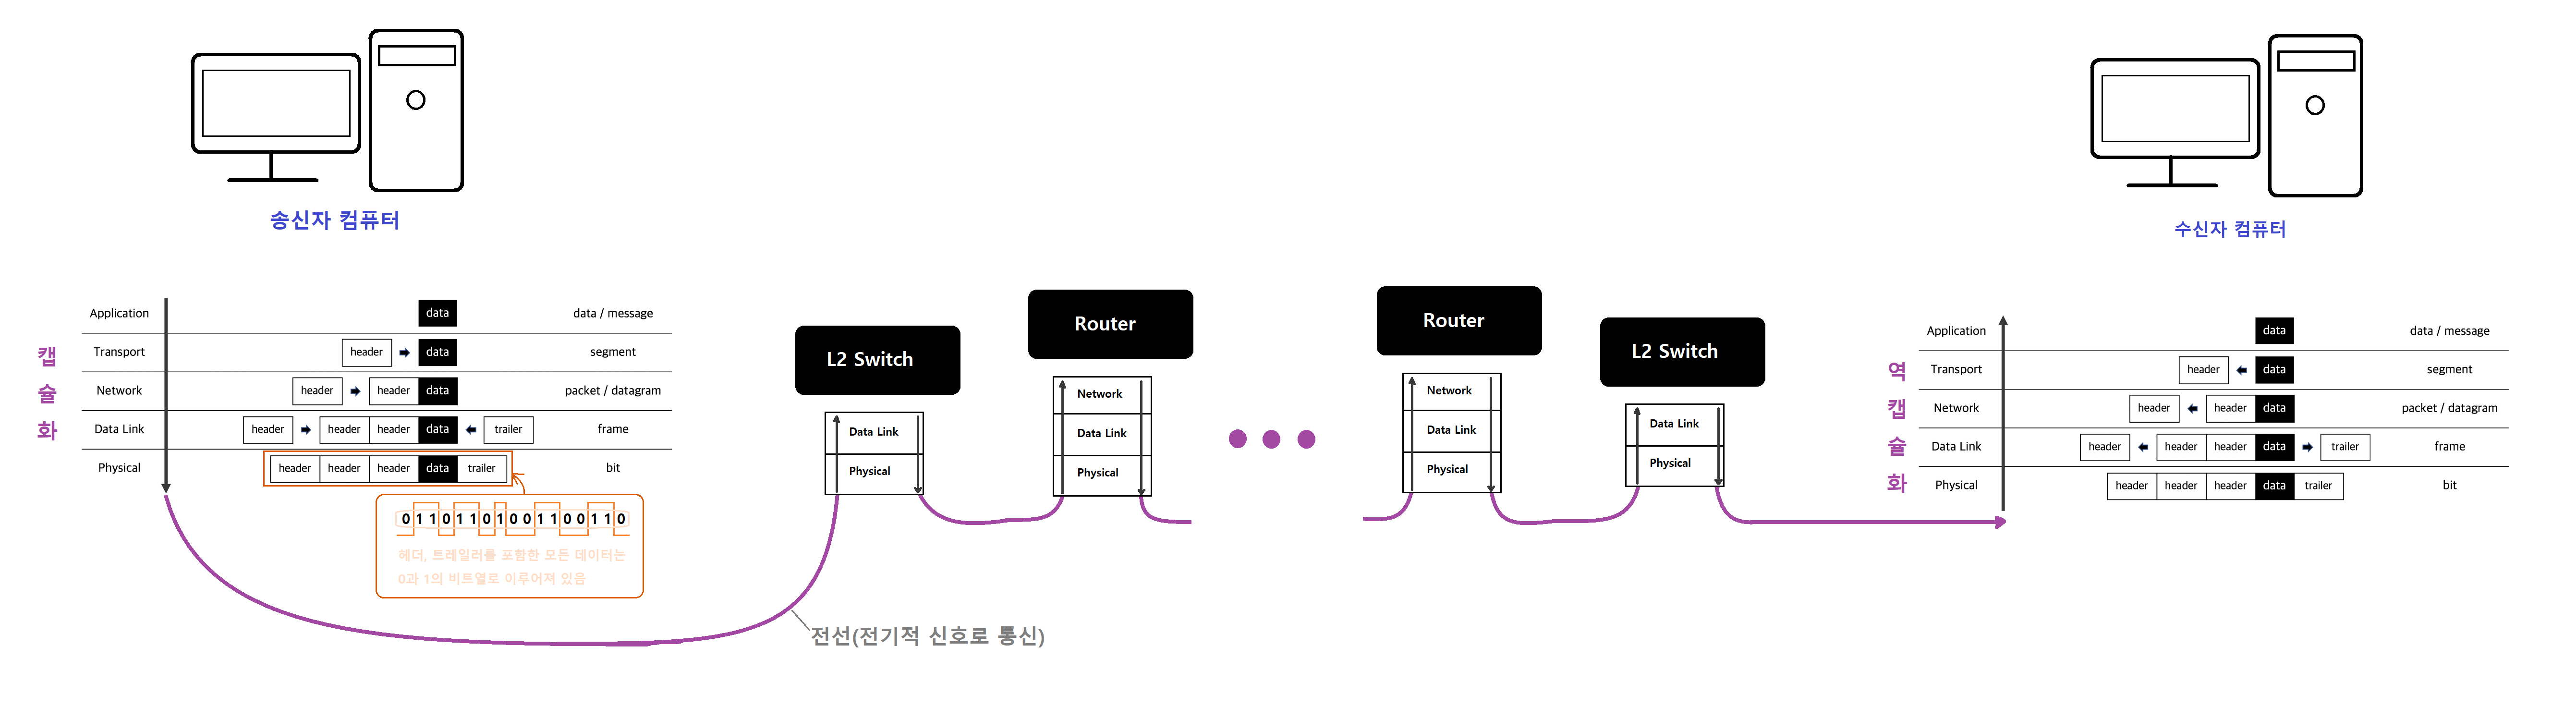 송신자 컴퓨터
수신자 컴퓨터
캡
슐
화
Application data data / message
Transport header data segment
Network header header data packet / datagram
Data Link header header header data trailer frame
Physical header header header data trailer bit
0 1 1 0 1 1 0 1 0 0 1 1 0 0 1 1 0
헤더, 트레일러를 포함한 모든 데이터는
0과 1의 비트열로 이루어져 있음
전선(전기적 신호로 통신)
L2 Switch
Data Link
Physical
Router
Network
Data Link
Physical
Router
Network
Data Link
Physical
L2 Switch
Data Link
Physical
역
캡
슐
화
Application data data / message
Transport header data segment
Network header header data packet / datagram
Data Link header header header data trailer frame
Physical header header header data trailer bit